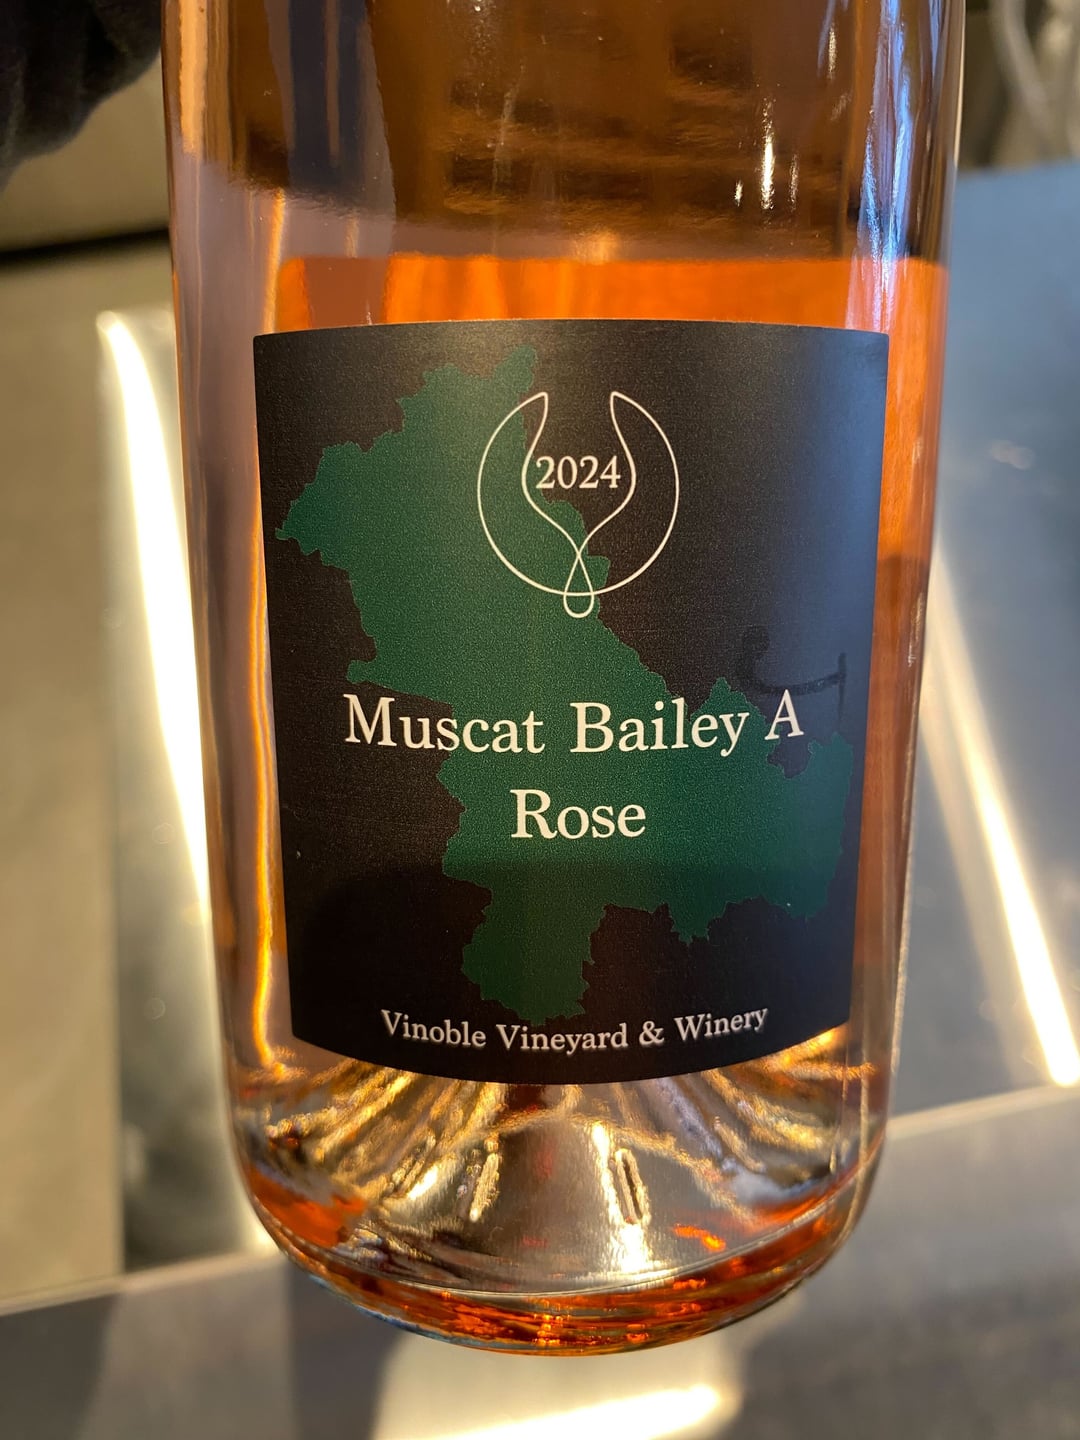 2024
Muscat Bailey A
Rose
Vinoble Vineyard & Winery